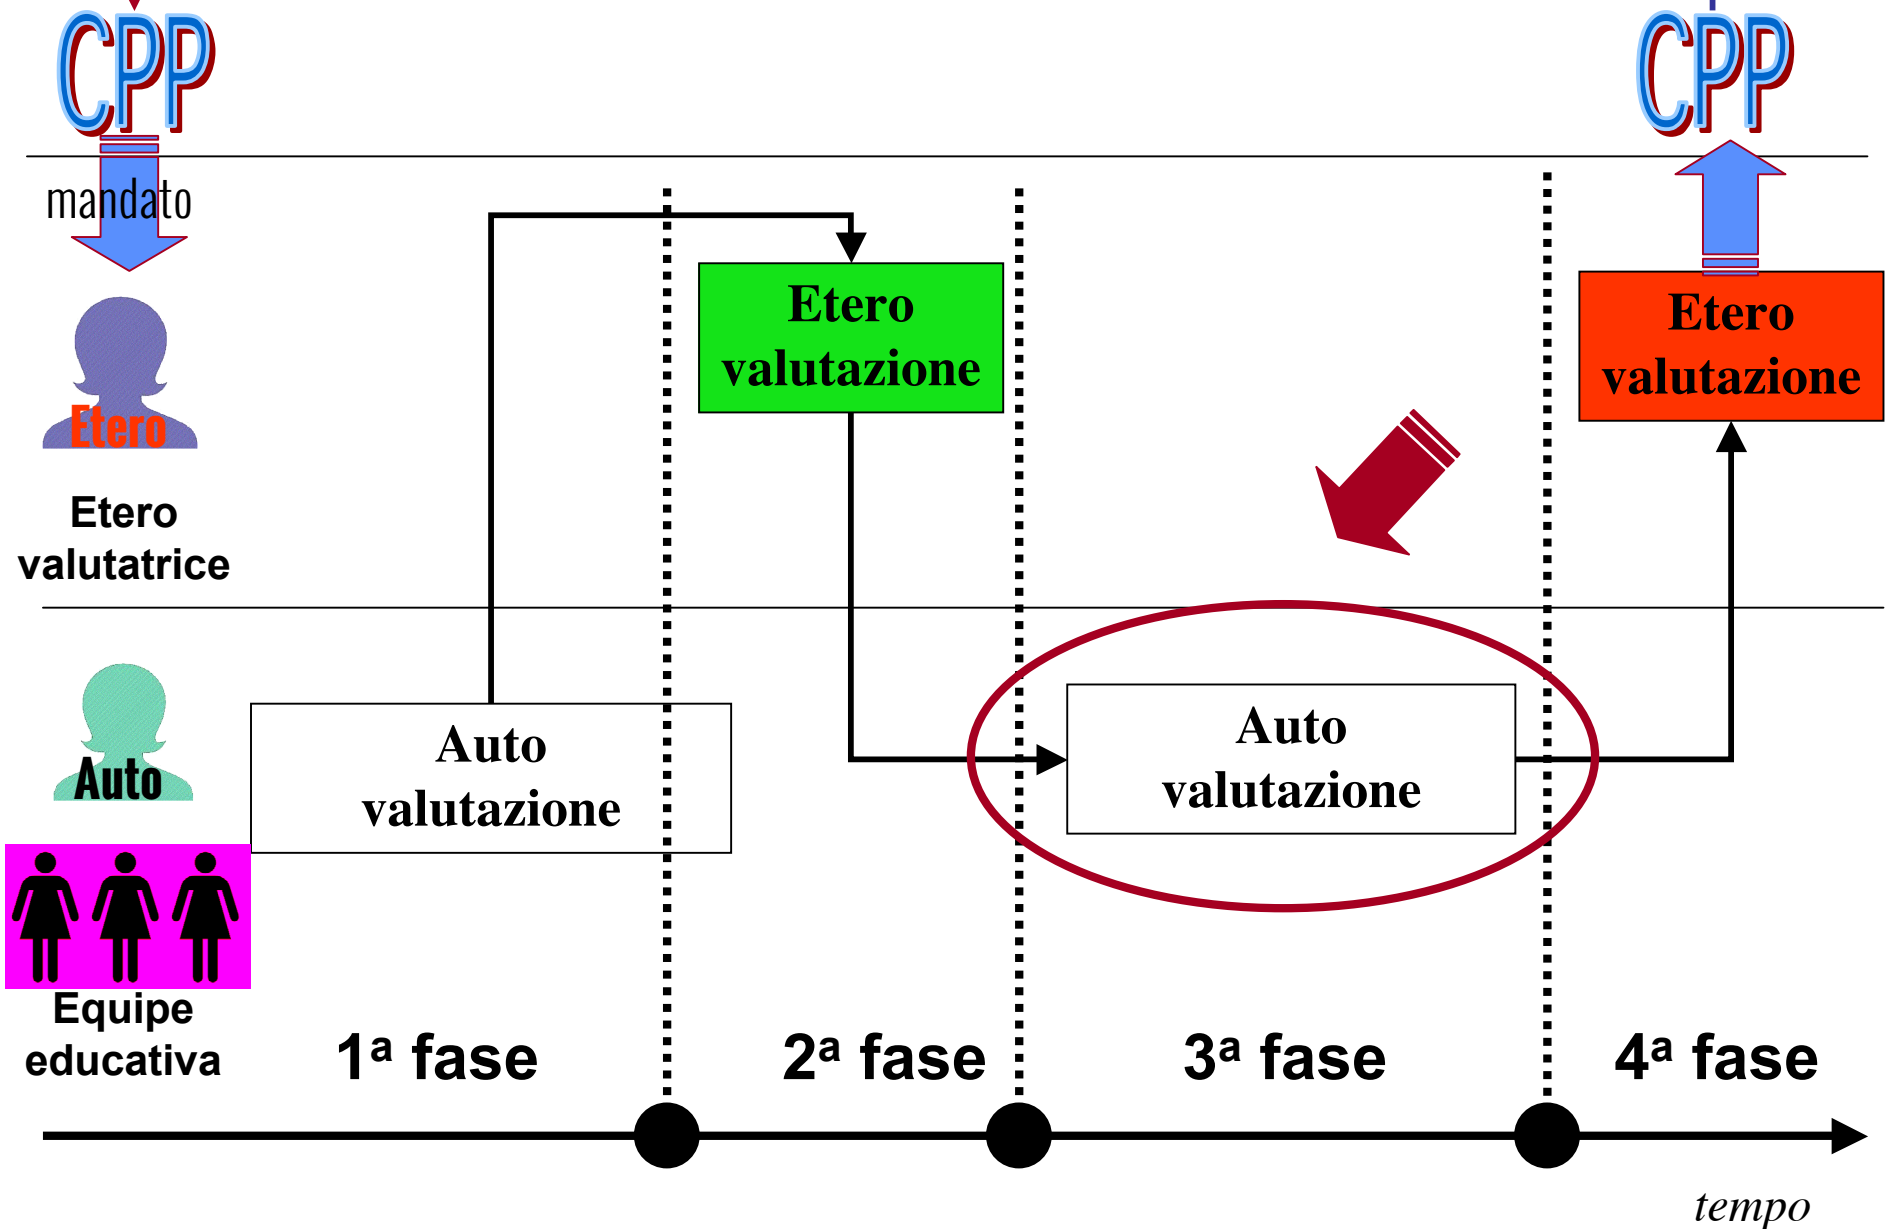 CPP
CPP
mandato
Etero
valutazione
Etero
valutazione
Etero
Etero
valutatrice
Auto
valutazione
Auto
valutazione
Auto
Equipe
educativa
1ª fase
2ª fase
3ª fase
4ª fase
tempo